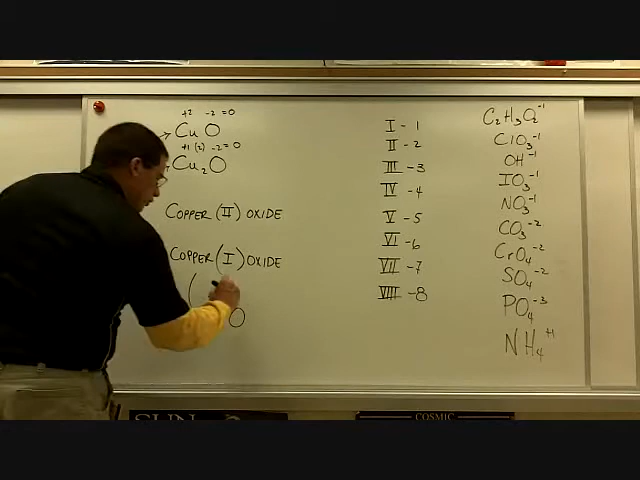 +2 -2 = 0
CuO
+1 (2) -2 = 0
Cu₂O
COPPER (II) OXIDE
COPPER (I) OXIDE
( O
I - 1
II - 2
III - 3
IV - 4
V - 5
VI - 6
VII - 7
VIII - 8
C₂H₃O₂⁻¹
ClO₃⁻¹
OH⁻¹
IO₃⁻¹
NO₃⁻¹
CO₃⁻²
CrO₄⁻²
SO₄⁻²
PO₄⁻³
NH₄⁺¹
SUN
COSMIC